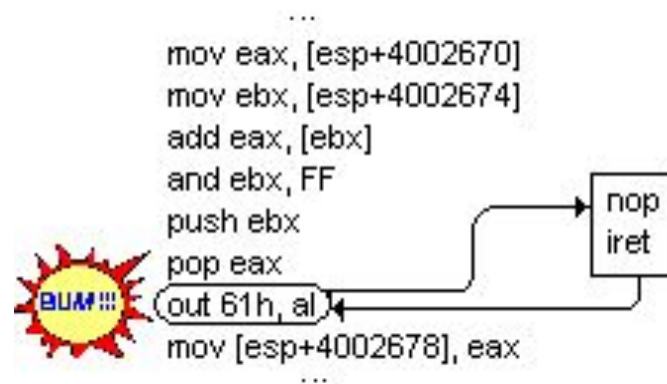 ...
mov eax, [esp+4002670]
mov ebx, [esp+4002674]
add eax, [ebx]
and ebx, FF
push ebx
pop eax
out 61h, al
mov [esp+4002678], eax
...
BUM!!!
nop
iret